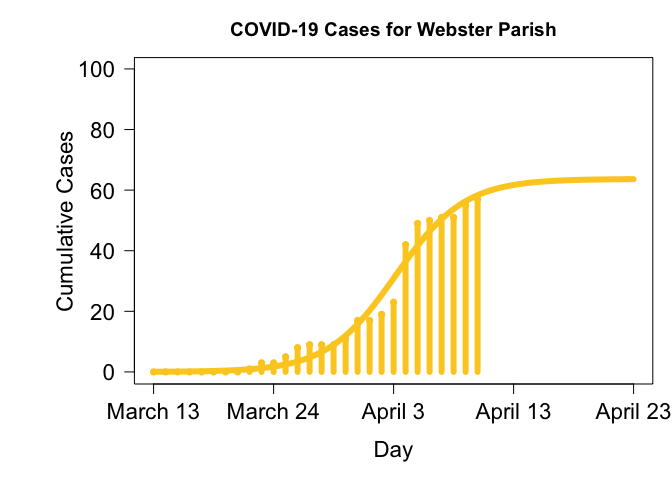 COVID-19 Cases for Webster Parish
100
80
60
40
20
0
Cumulative Cases
March 13 March 24 April 3 April 13 April 23
Day